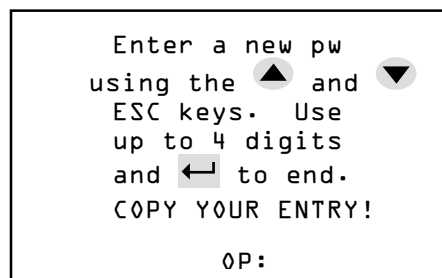 Enter a new pw
using the ▲ and ▼
ESC keys. Use
up to 4 digits
and ↵ to end.
COPY YOUR ENTRY!
OP: